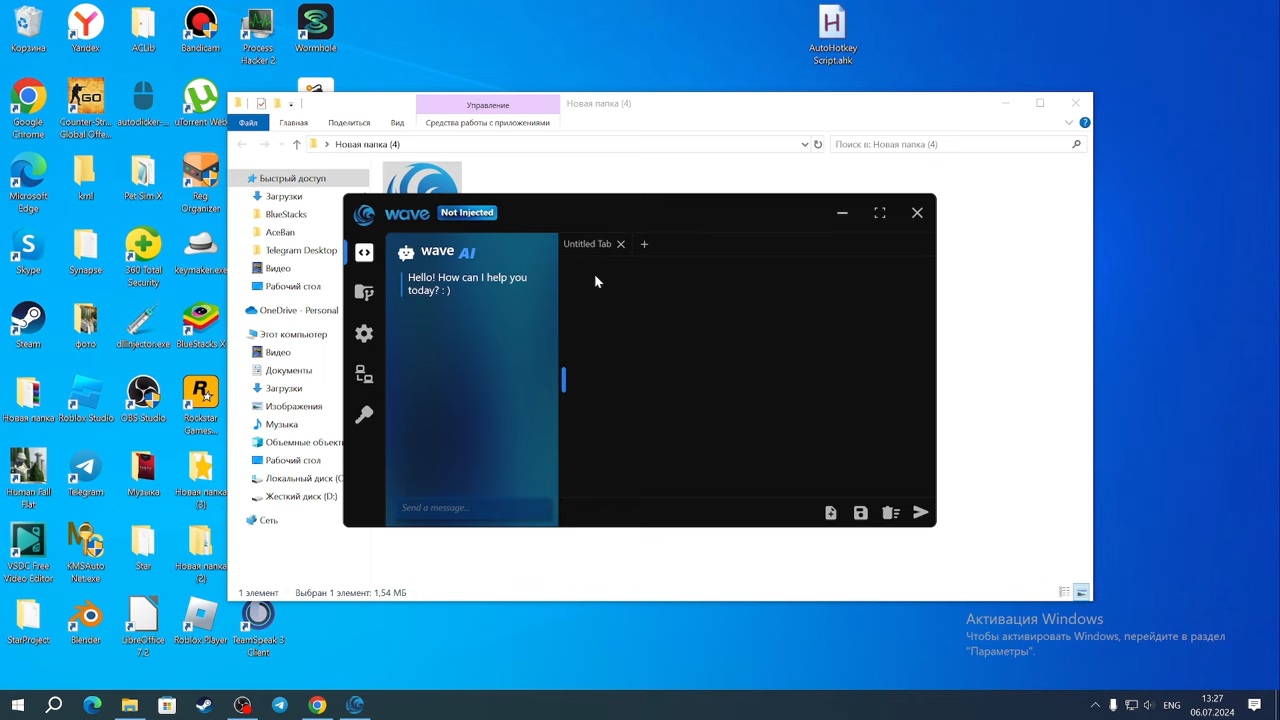 Корзина
Yandex
ACLib
Bandicam
Process
Hacker 2
Wormhole
AutoHotkey
Script.ahk
Google
Chrome
Counter-Str...
Global Offe...
autoclicker-...
uTorrent Web
Microsoft
Edge
kml
Pet Sim X
Reg
Organizer
Skype
Synapse
360 Total
Security
keymaker.exe
Steam
фото
dllinjector.exe
BlueStacks X
Новая папка
Roblox Studio
OBS Studio
Rockstar
Games...
Human Fall
Flat
Telegram
Музыка
Новая папка
(3)
VSDC Free
Video Editor
KMSAuto
Net.exe
Star
Новая папка
(2)
StarProject
Blender
LibreOffice
7.2
Roblox Player
TeamSpeak 3
Client
Управление
Новая папка (4)
Файл
Главная
Поделиться
Вид
Средства работы с приложениями
Новая папка (4)
Поиск в: Новая папка (4)
Быстрый доступ
Загрузки
BlueStacks
AceBan
Telegram Desktop
Видео
Рабочий стол
OneDrive - Personal
Этот компьютер
Видео
Документы
Загрузки
Изображения
Музыка
Объемные объект
Рабочий стол
Локальный диск (C
Жесткий диск (D:)
Сеть
1 элемент
Выбран 1 элемент: 1,54 МБ
wave
Not Injected
wave AI
Hello! How can I help you
today? : )
Send a message...
Untitled Tab
Активация Windows
Чтобы активировать Windows, перейдите в раздел
"Параметры".
ENG
13:27
06.07.2024